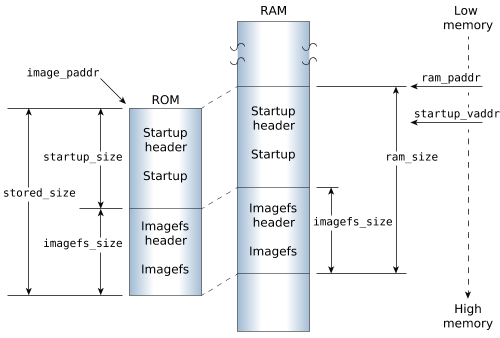 RAM
Low
memory
image_paddr
ROM
ram_paddr
Startup
header
startup_vaddr
Startup
header
startup_size
Startup
ram_size
Startup
stored_size
Imagefs
header
imagefs_size
Imagefs
header
imagefs_size
Imagefs
Imagefs
High
memory